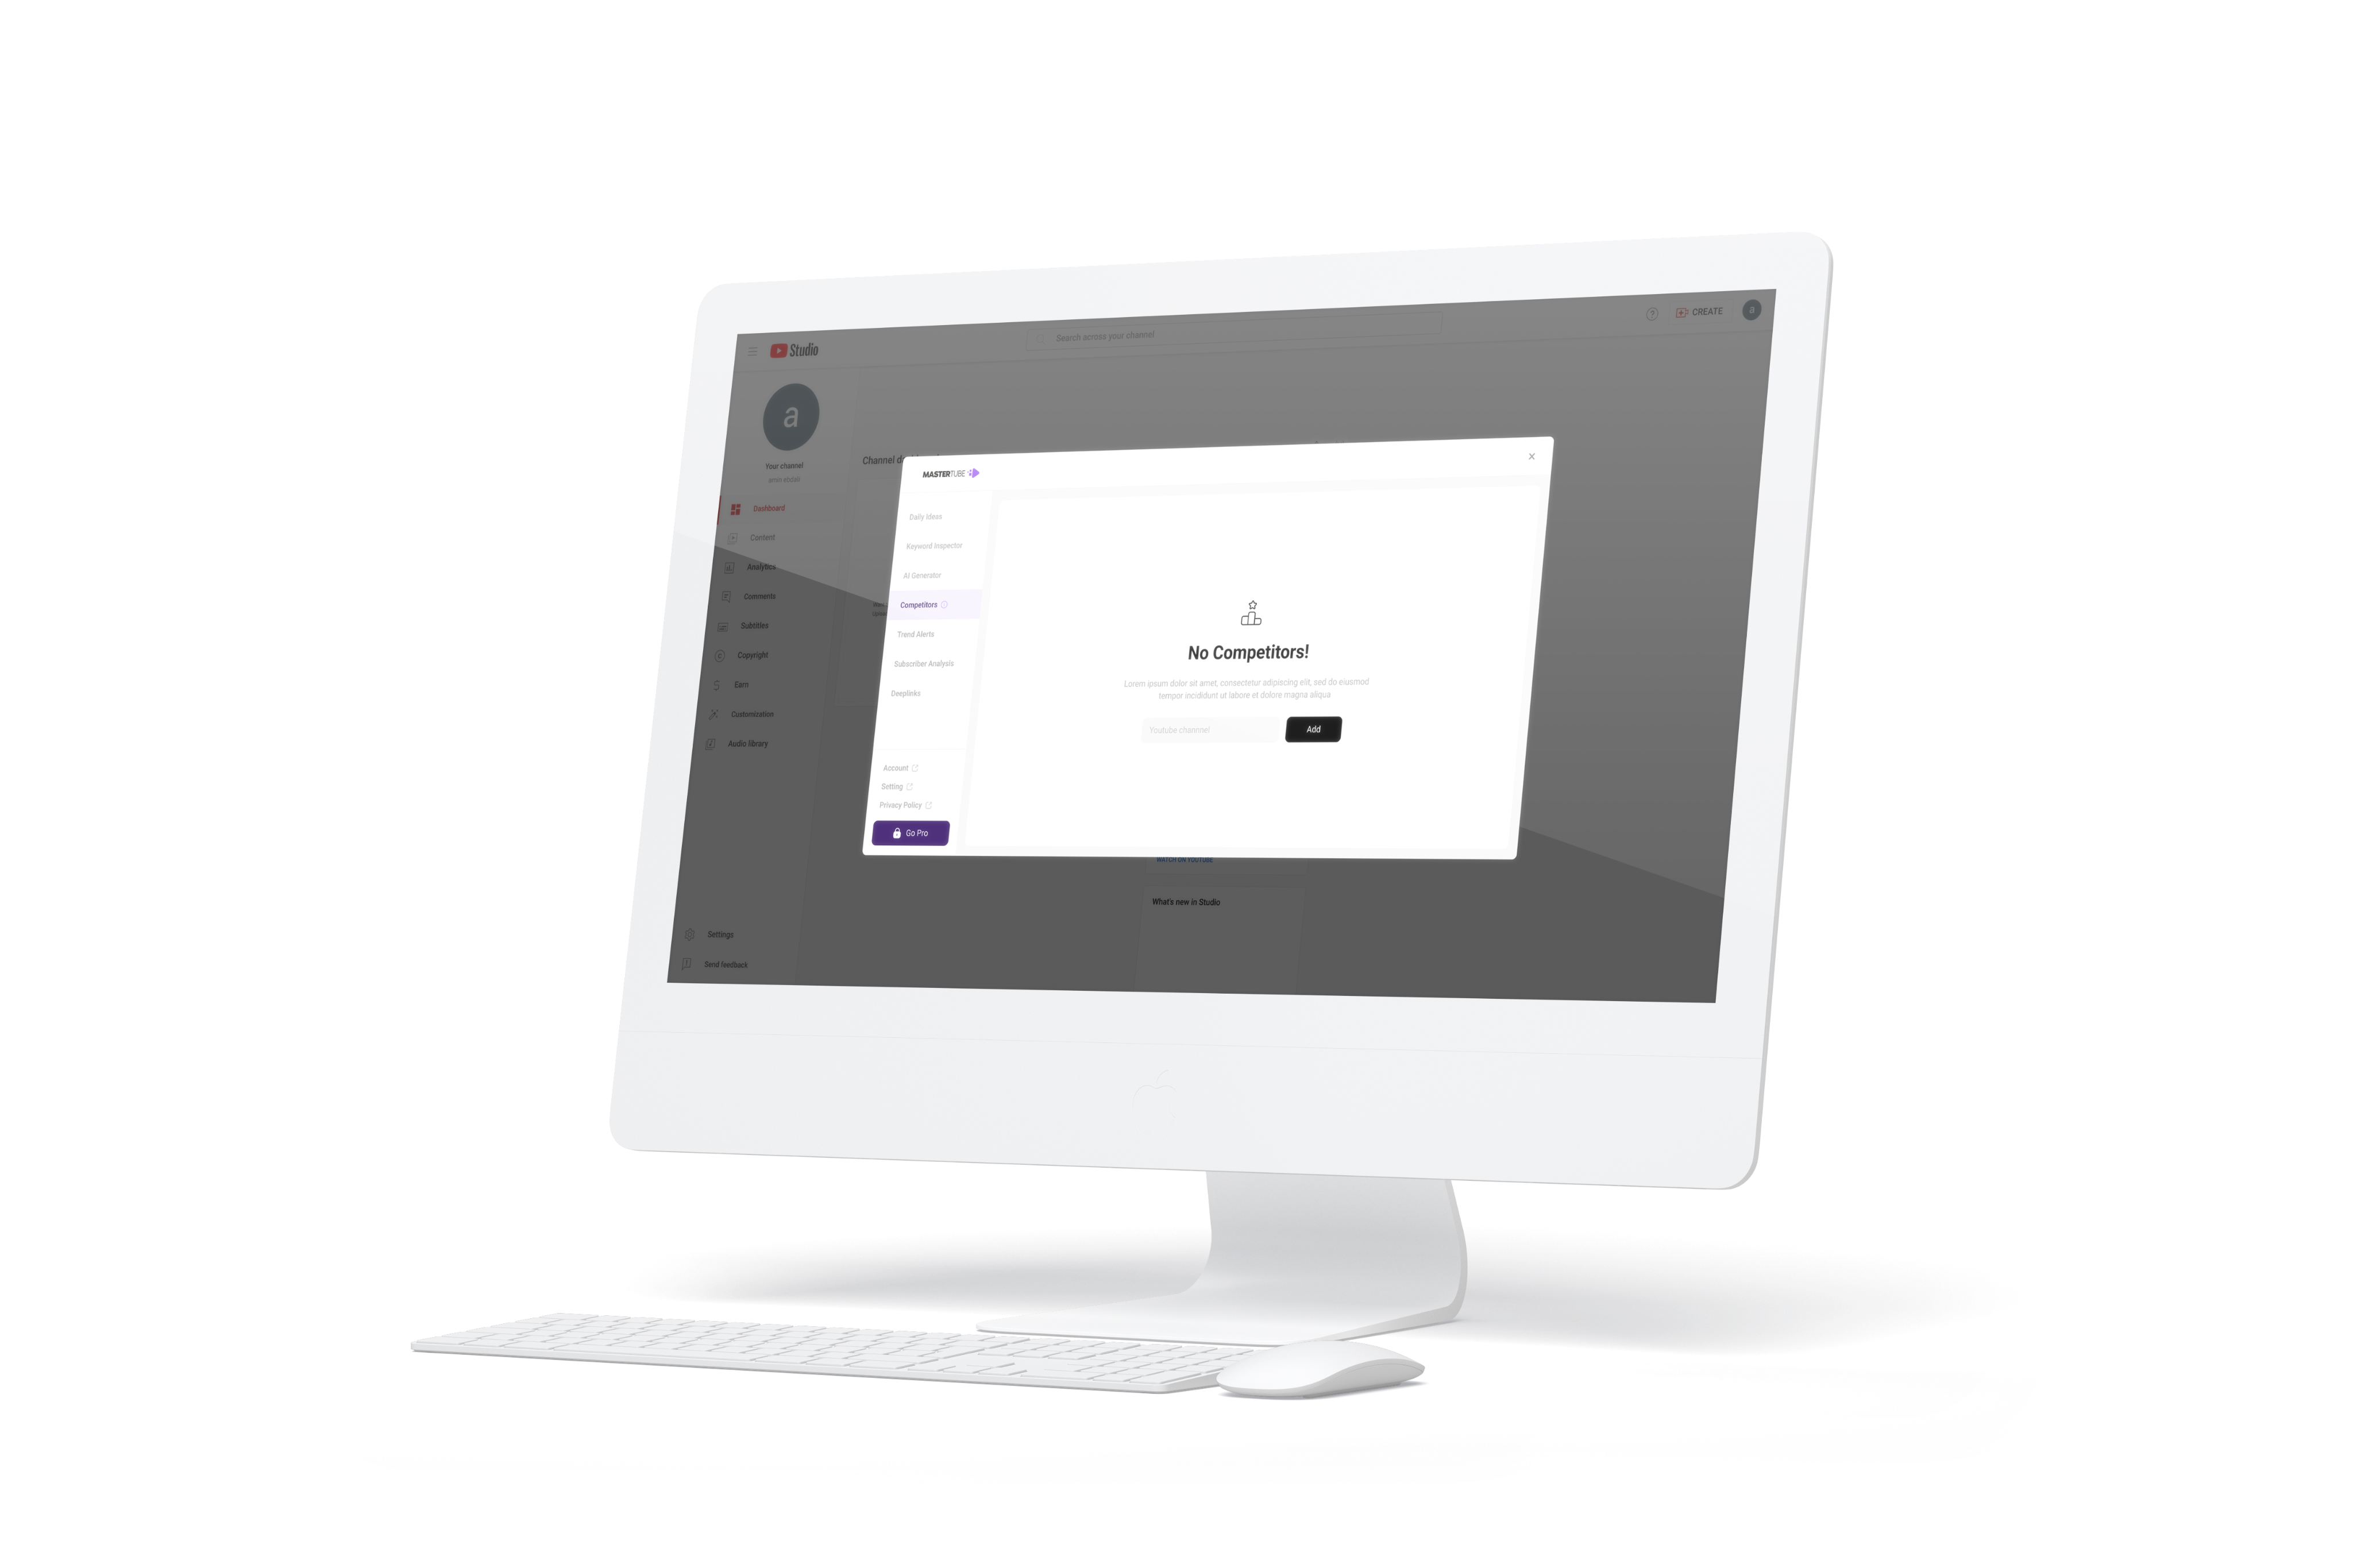 Studio
Search across your channel
CREATE
a
a
Your channel
Dashboard
Content
Analytics
Comments
Subtitles
Copyright
Earn
Customization
Audio library
Settings
Send feedback
Channel
MASTERTUBE
Daily Ideas
Keyword Inspector
AI Generator
Competitors
Trend Alerts
Subscriber Analysis
Deeplinks
Account
Setting
Privacy Policy
Go Pro
No Competitors!
Lorem ipsum dolor sit amet, consectetur adipiscing elit, sed do eiusmod
tempor incididunt ut labore et dolore magna aliqua
Youtube channnel
Add
WATCH ON YOUTUBE
What's new in Studio